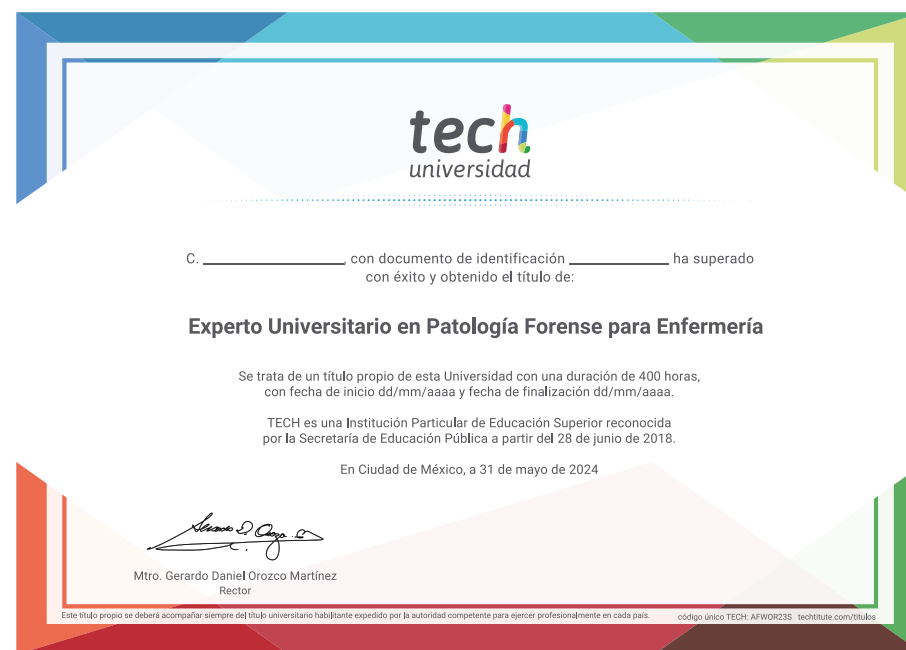 tech
universidad
C. ____________________, con documento de identificación ______________ ha superado
con éxito y obtenido el título de:
Experto Universitario en Patología Forense para Enfermería
Se trata de un título propio de esta Universidad con una duración de 400 horas,
con fecha de inicio dd/mm/aaaa y fecha de finalización dd/mm/aaaa.
TECH es una Institución Particular de Educación Superior reconocida
por la Secretaría de Educación Pública a partir del 28 de junio de 2018.
En Ciudad de México, a 31 de mayo de 2024
Mtro. Gerardo Daniel Orozco Martínez
Rector
Este título propio se deberá acompañar siempre del título universitario habilitante expedido por la autoridad competente para ejercer profesionalmente en cada país. código único TECH: AFWOR23S techtitute.com/titulos